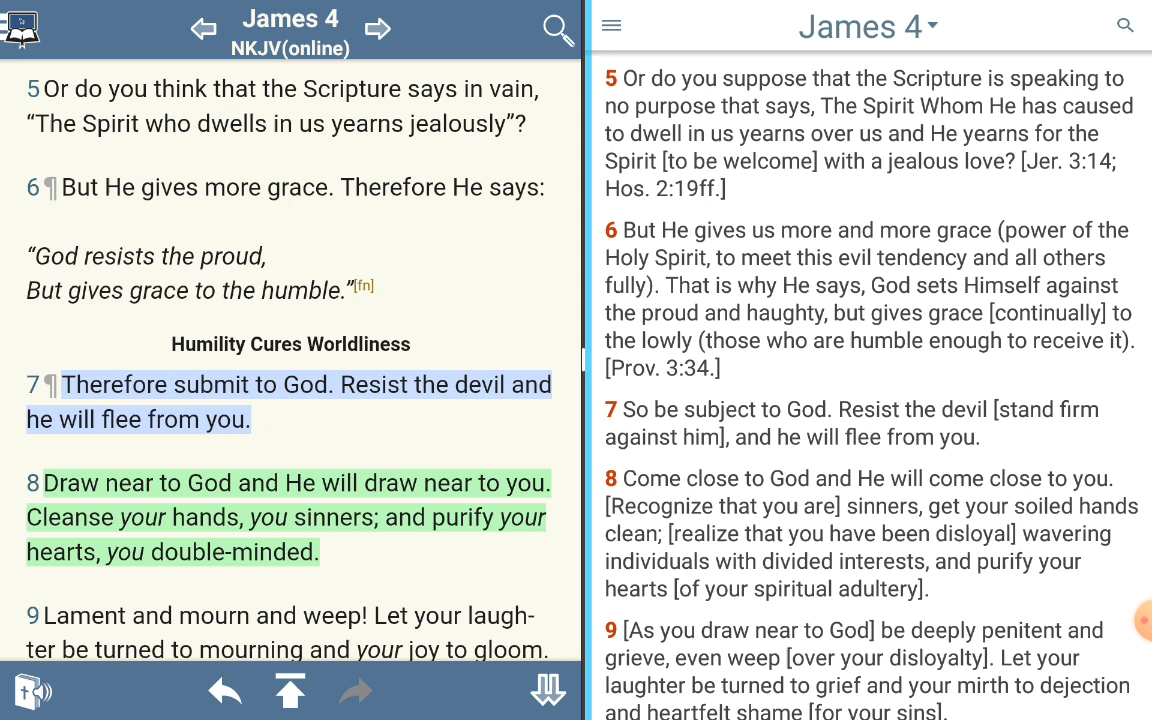 James 4
NKJV(online)
5 Or do you think that the Scripture says in vain,
“The Spirit who dwells in us yearns jealously”?
6 ¶ But He gives more grace. Therefore He says:
“God resists the proud,
But gives grace to the humble.”[fn]
Humility Cures Worldliness
7 ¶ Therefore submit to God. Resist the devil and
he will flee from you.
8 Draw near to God and He will draw near to you.
Cleanse your hands, you sinners; and purify your
hearts, you double-minded.
9 Lament and mourn and weep! Let your laugh-
ter be turned to mourning and your joy to gloom.
James 4
5 Or do you suppose that the Scripture is speaking to
no purpose that says, The Spirit Whom He has caused
to dwell in us yearns over us and He yearns for the
Spirit [to be welcome] with a jealous love? [Jer. 3:14;
Hos. 2:19ff.]
6 But He gives us more and more grace (power of the
Holy Spirit, to meet this evil tendency and all others
fully). That is why He says, God sets Himself against
the proud and haughty, but gives grace [continually] to
the lowly (those who are humble enough to receive it).
[Prov. 3:34.]
7 So be subject to God. Resist the devil [stand firm
against him], and he will flee from you.
8 Come close to God and He will come close to you.
[Recognize that you are] sinners, get your soiled hands
clean; [realize that you have been disloyal] wavering
individuals with divided interests, and purify your
hearts [of your spiritual adultery].
9 [As you draw near to God] be deeply penitent and
grieve, even weep [over your disloyalty]. Let your
laughter be turned to grief and your mirth to dejection
and heartfelt shame [for your sins].